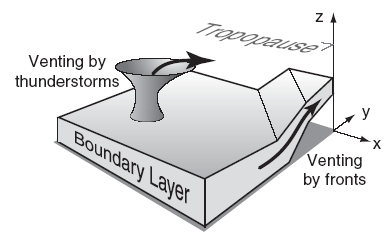 z
Tropopause
Venting by
thunderstorms
y
x
Boundary Layer
Venting
by fronts